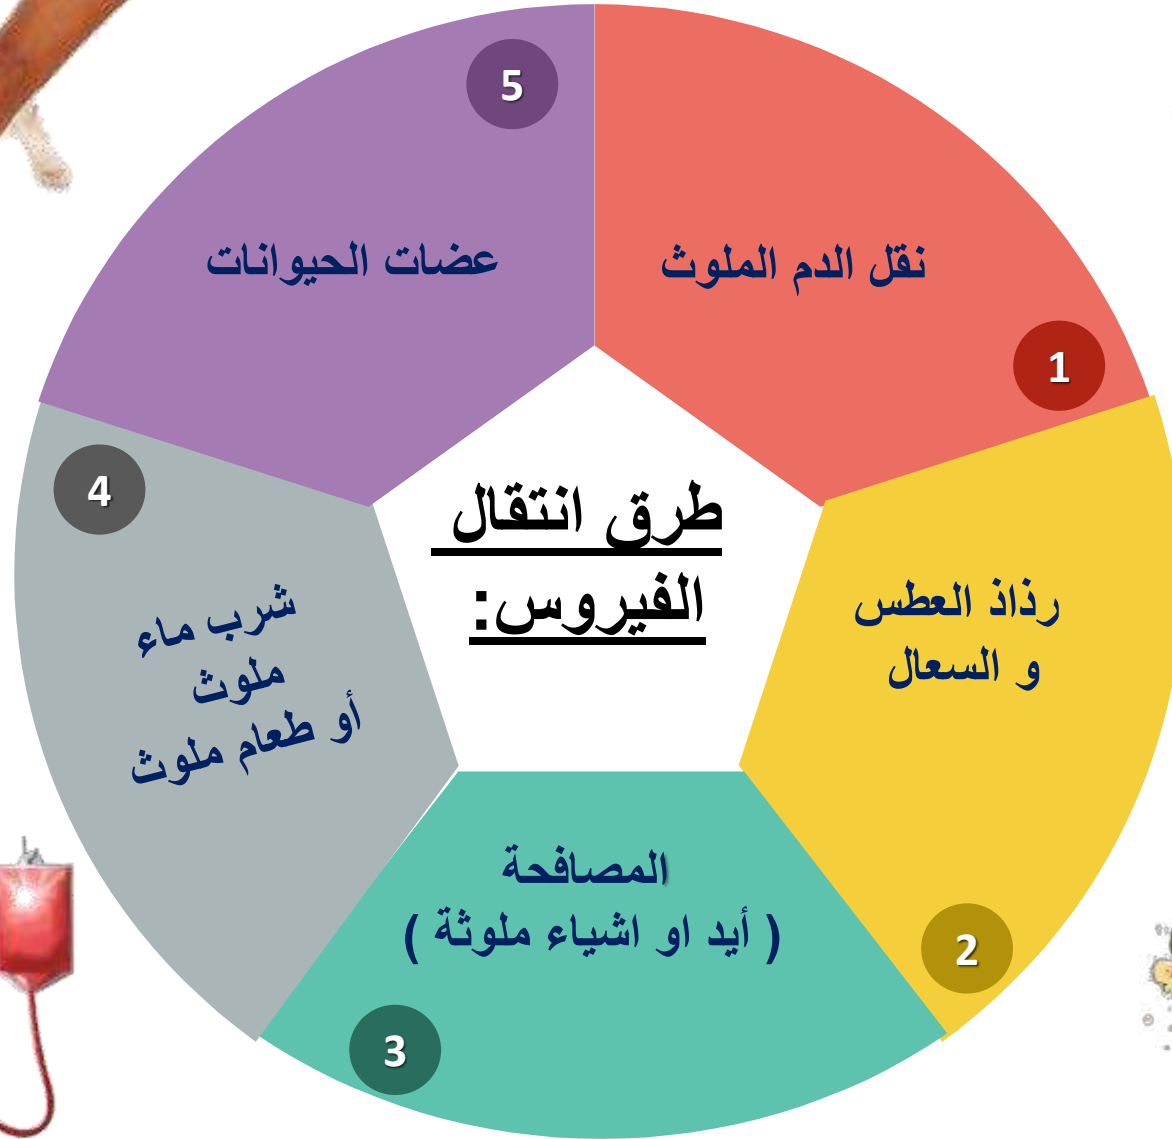 طرق انتقال
الفيروس:
1
نقل الدم الملوث
2
رذاذ العطس
و السعال
3
المصافحة
( أيد او اشياء ملوثة )
4
شرب ماء
ملوث
أو طعام ملوث
5
عضات الحيوانات